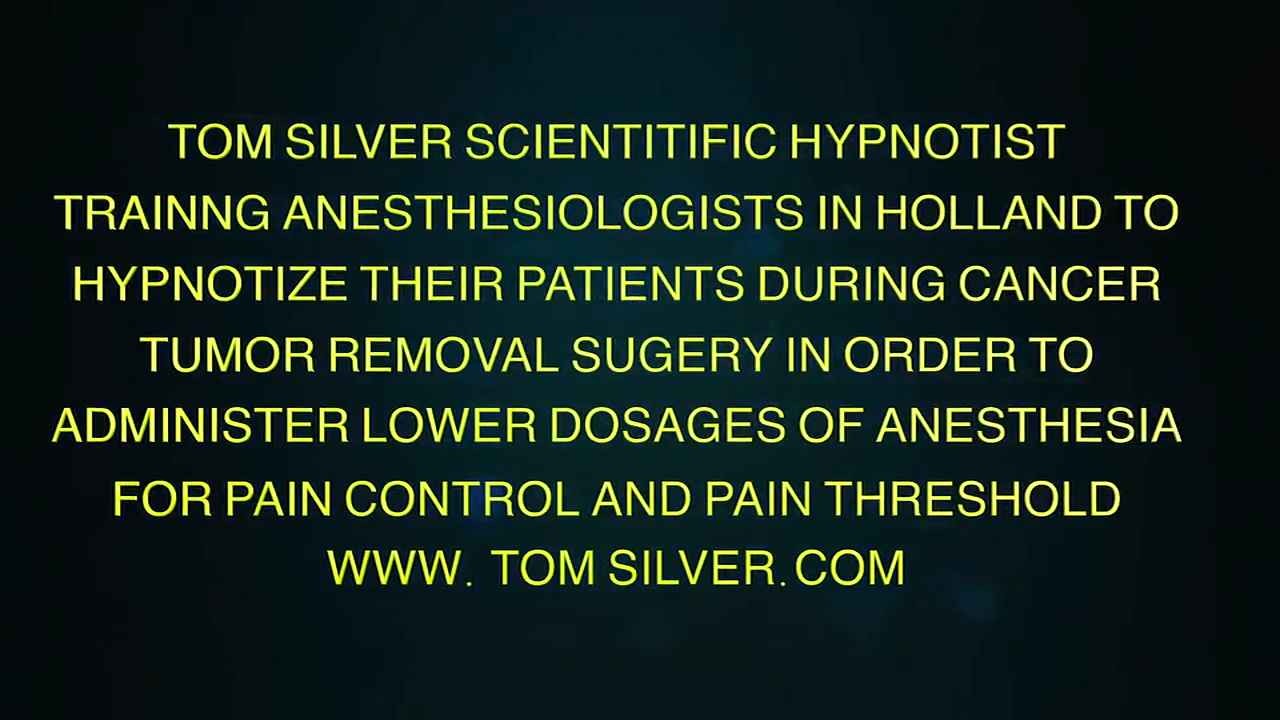 TOM SILVER SCIENTITIFIC HYPNOTIST
TRAINNG ANESTHESIOLOGISTS IN HOLLAND TO
HYPNOTIZE THEIR PATIENTS DURING CANCER
TUMOR REMOVAL SUGERY IN ORDER TO
ADMINISTER LOWER DOSAGES OF ANESTHESIA
FOR PAIN CONTROL AND PAIN THRESHOLD
WWW. TOM SILVER.COM